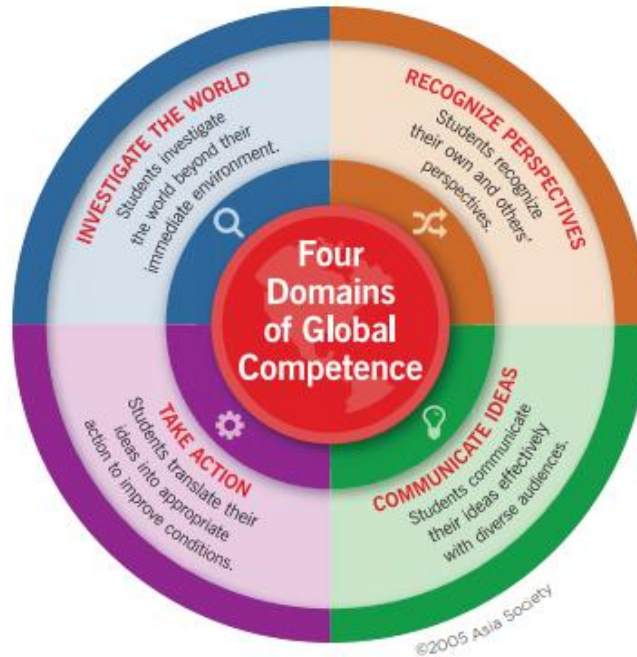 INVESTIGATE THE WORLD
Students investigate
the world beyond their
immediate environment.
RECOGNIZE PERSPECTIVES
Students recognize
their own and others'
perspectives.
Four
Domains
of Global
Competence
TAKE ACTION
Students translate their
ideas into appropriate
action to improve conditions.
COMMUNICATE IDEAS
Students communicate
their ideas effectively
with diverse audiences.
©2005 Asia Society